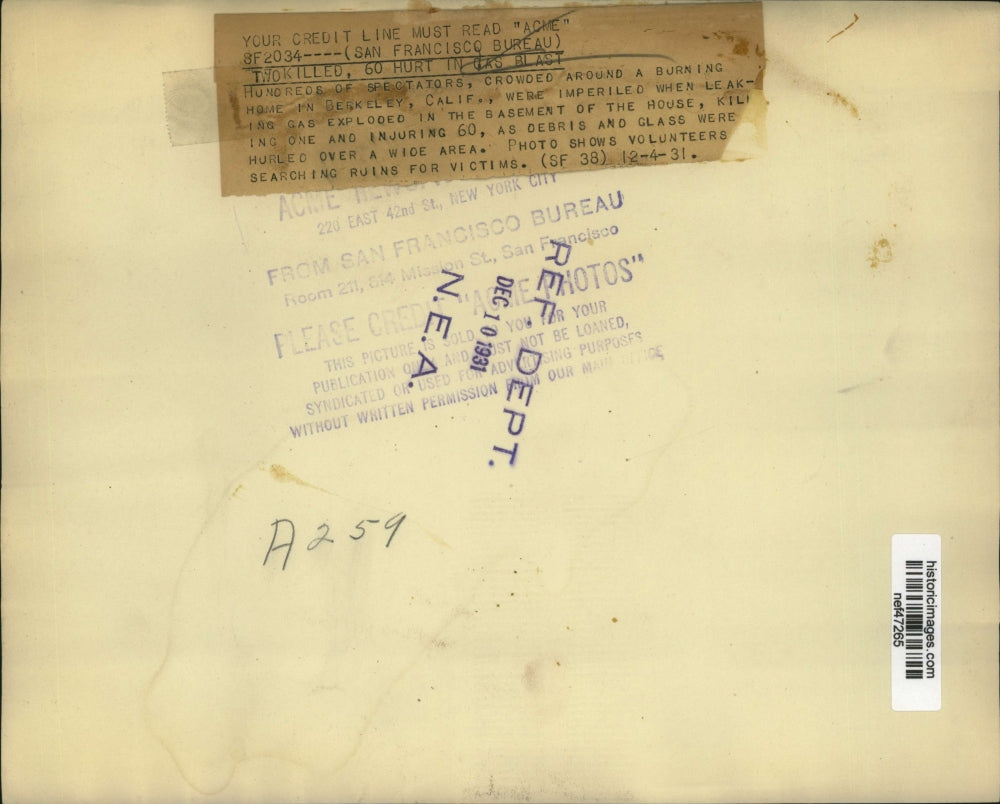 YOUR CREDIT LINE MUST READ "ACME"
SF2034----(SAN FRANCISCO BUREAU)
TWO KILLED, 60 HURT IN GAS BLAST
HUNDREDS OF SPECTATORS, CROWDED AROUND A BURNING
HOME IN BERKELEY, CALIF., WERE IMPERILED WHEN LEAK-
ING GAS EXPLODED IN THE BASEMENT OF THE HOUSE, KILL
ING ONE AND INJURING 60, AS DEBRIS AND GLASS WERE
HURLED OVER A WIDE AREA. PHOTO SHOWS VOLUNTEERS
SEARCHING RUINS FOR VICTIMS. (SF 38) 12-4-31.
ACME
220 EAST 42nd St., NEW YORK CITY
FROM SAN FRANCISCO BUREAU
Room 211, 614 Mission St., San Francisco
PLEASE CREDIT "ACME PHOTOS"
THIS PICTURE IS SOLD YOU FOR YOUR
PUBLICATION ONLY AND MUST NOT BE LOANED,
SYNDICATED OR USED FOR ADVERTISING PURPOSES
WITHOUT WRITTEN PERMISSION FROM OUR MAIN OFFICE
REF. DEPT.
DEC 10 1931
N.E.A.
A259
historicimages.com
nef47265